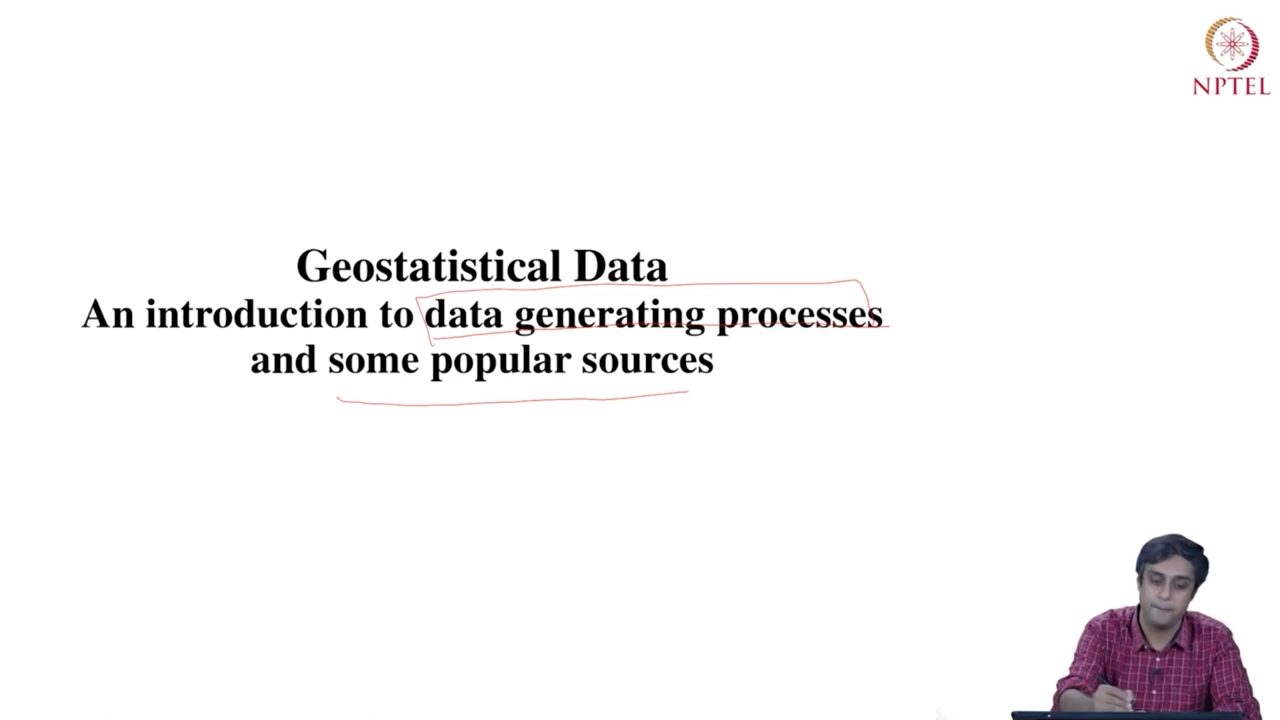 NPTEL
Geostatistical Data
An introduction to data generating processes
and some popular sources